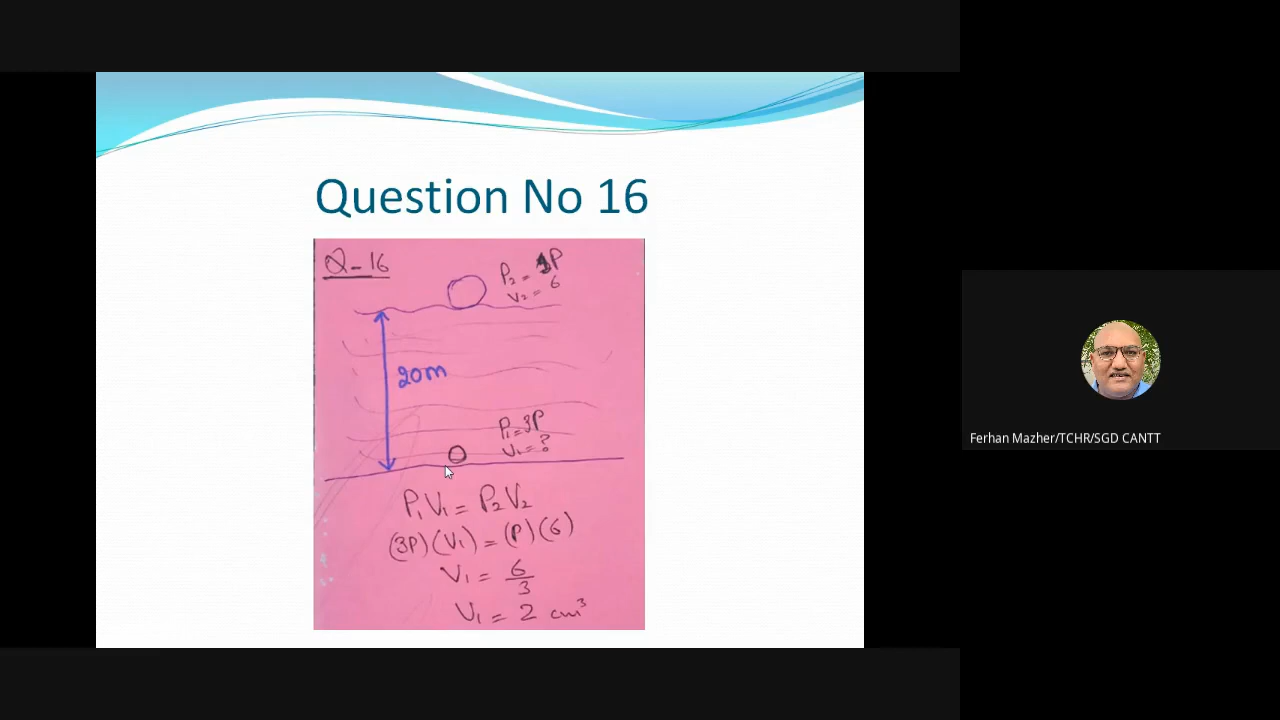 Question No 16
Q-16
P₂ = 1P
V₂ = 6
20m
P₁ = 3P
V₁ = ?
P₁V₁ = P₂V₂
(3P)(V₁) = (P)(6)
V₁ = 6/3
V₁ = 2 cm³
Ferhan Mazher/TCHR/SGD CANTT